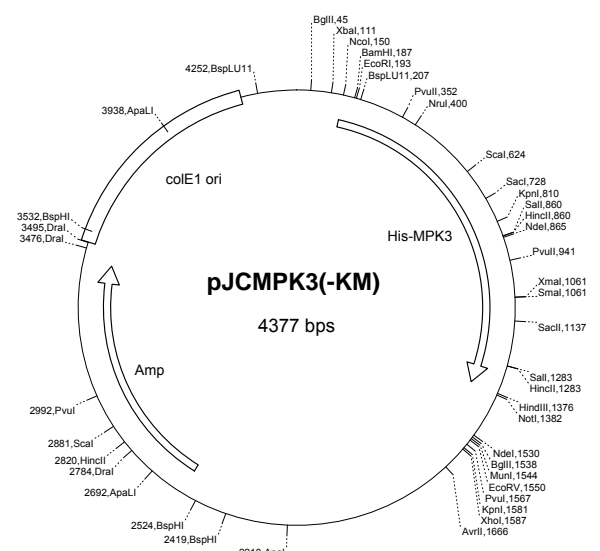 BglII,45
XbaI,111
NcoI,150
BamHI,187
EcoRI,193
BspLU11,207
PvuII,352
NruI,400
ScaI,624
SacI,728
KpnI,810
SalI,860
HincII,860
NdeI,865
PvuII,941
XmaI,1061
SmaI,1061
SacII,1137
SalI,1283
HincII,1283
HindIII,1376
NotI,1382
NdeI,1530
BglII,1538
MunI,1544
EcoRV,1550
PvuI,1567
KpnI,1581
XhoI,1587
AvrII,1666
2419,BspHI
2524,BspHI
2692,ApaLI
2784,DraI
2820,HincII
2881,ScaI
2992,PvuI
3476,DraI
3495,DraI
3532,BspHI
3938,ApaLI
4252,BspLU11
colE1 ori
His-MPK3
pJCMPK3(-KM)
4377 bps
Amp